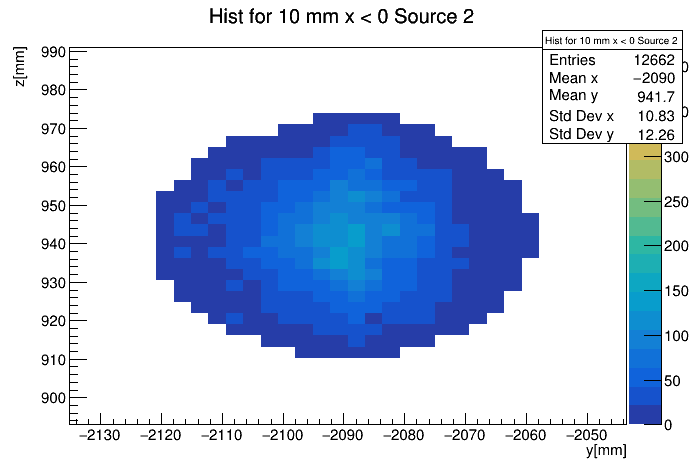 Hist for 10 mm x < 0 Source 2
z[mm]
990
980
970
960
950
940
930
920
910
900
−2130 −2120 −2110 −2100 −2090 −2080 −2070 −2060 −2050
y[mm]
Hist for 10 mm x < 0 Source 2
Entries 12662
Mean x −2090
Mean y 941.7
Std Dev x 10.83
Std Dev y 12.26
0
0
300
250
200
150
100
50
0